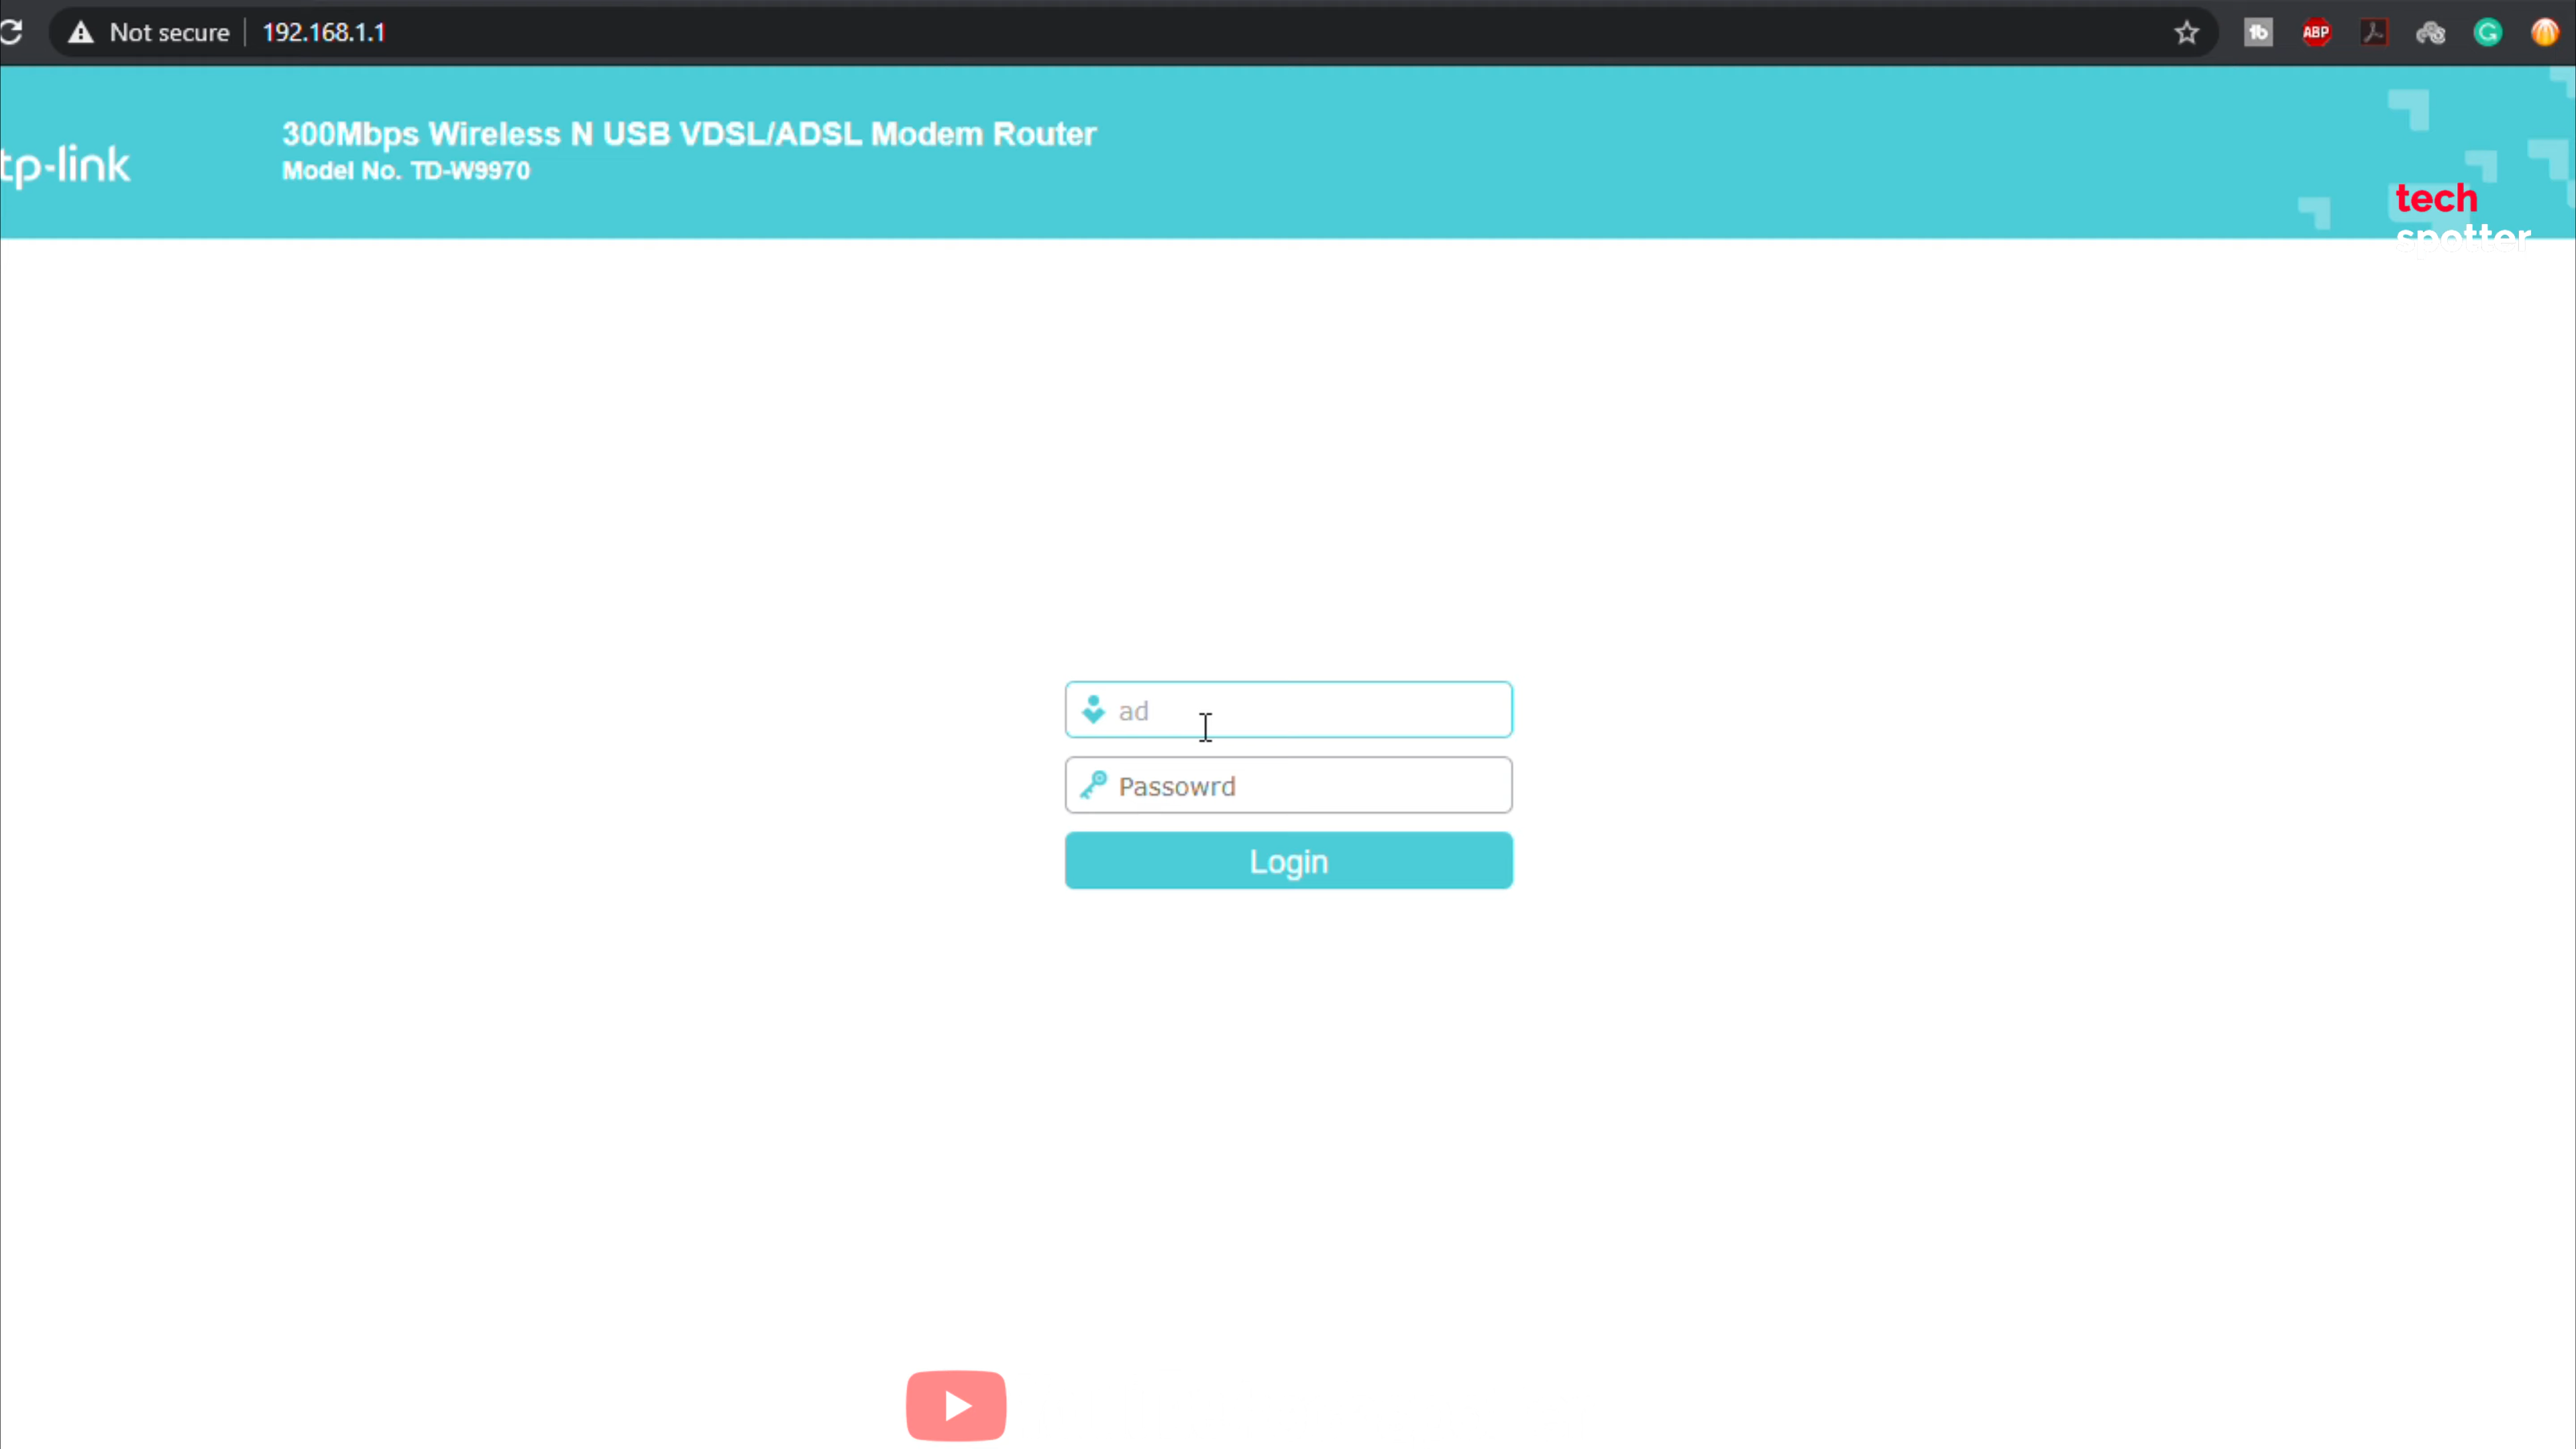 Not secure 192.168.1.1
ABP
G
tp-link
300Mbps Wireless N USB VDSL/ADSL Modem Router
Model No. TD-W9970
tech
spotter
ad
Passowrd
Login